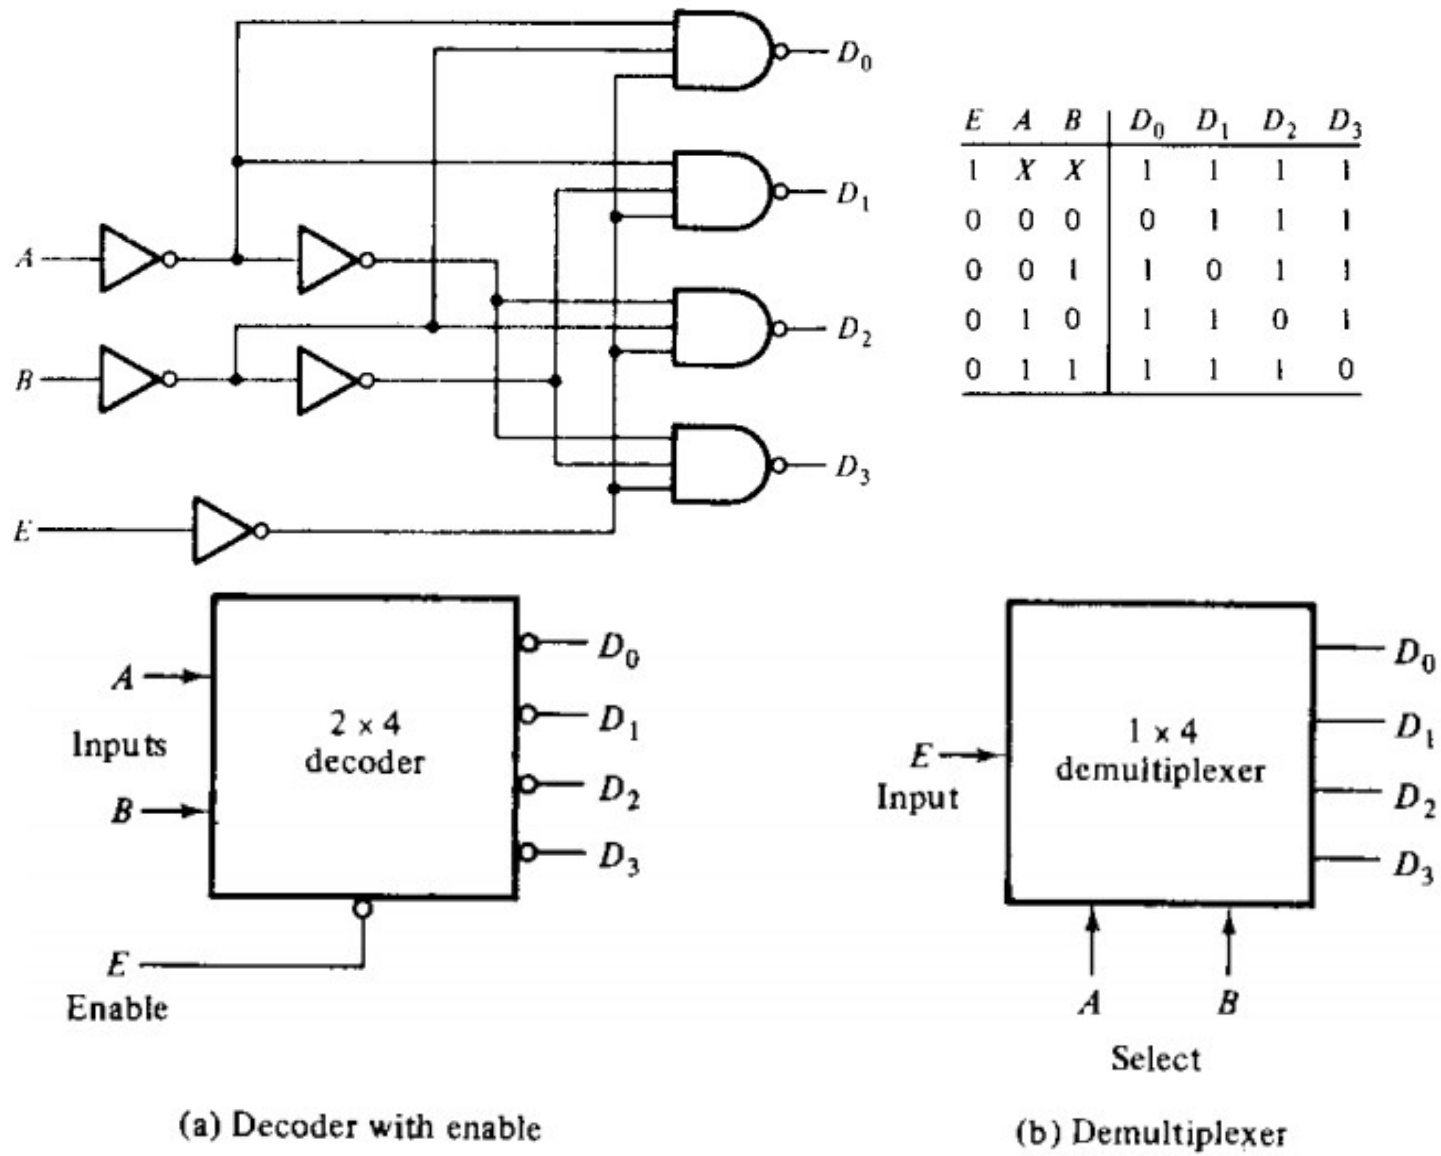 D₀
D₁
A
D₂
B
D₃
E
E A B D₀ D₁ D₂ D₃
1 X X 1 1 1 1
0 0 0 0 1 1 1
0 0 1 1 0 1 1
0 1 0 1 1 0 1
0 1 1 1 1 1 0
A
Inputs
B
2 × 4
decoder
D₀
D₁
D₂
D₃
E
Enable
(a) Decoder with enable
E
Input
1 × 4
demultiplexer
D₀
D₁
D₂
D₃
A B
Select
(b) Demultiplexer